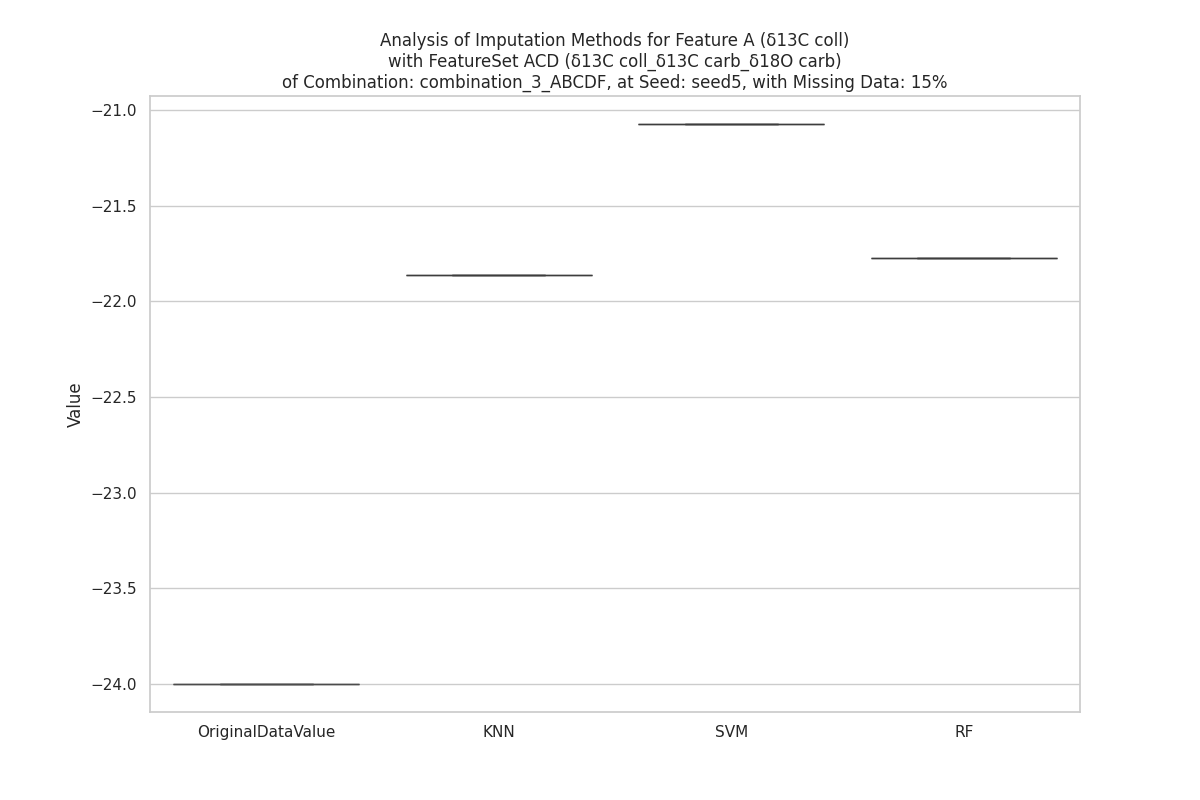 Analysis of Imputation Methods for Feature A (δ13C coll)
with FeatureSet ACD (δ13C coll_δ13C carb_δ18O carb)
of Combination: combination_3_ABCDF, at Seed: seed5, with Missing Data: 15%
−21.0
−21.5
−22.0
−22.5
−23.0
−23.5
−24.0
Value
OriginalDataValue
KNN
SVM
RF